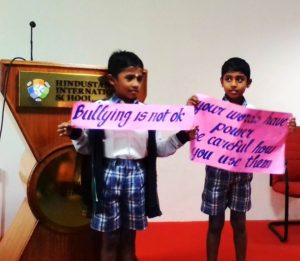 HINDUSTAN
INTERNATIONAL
SCHOOL
Bullying is not ok
your words have
power
be careful how
you use them